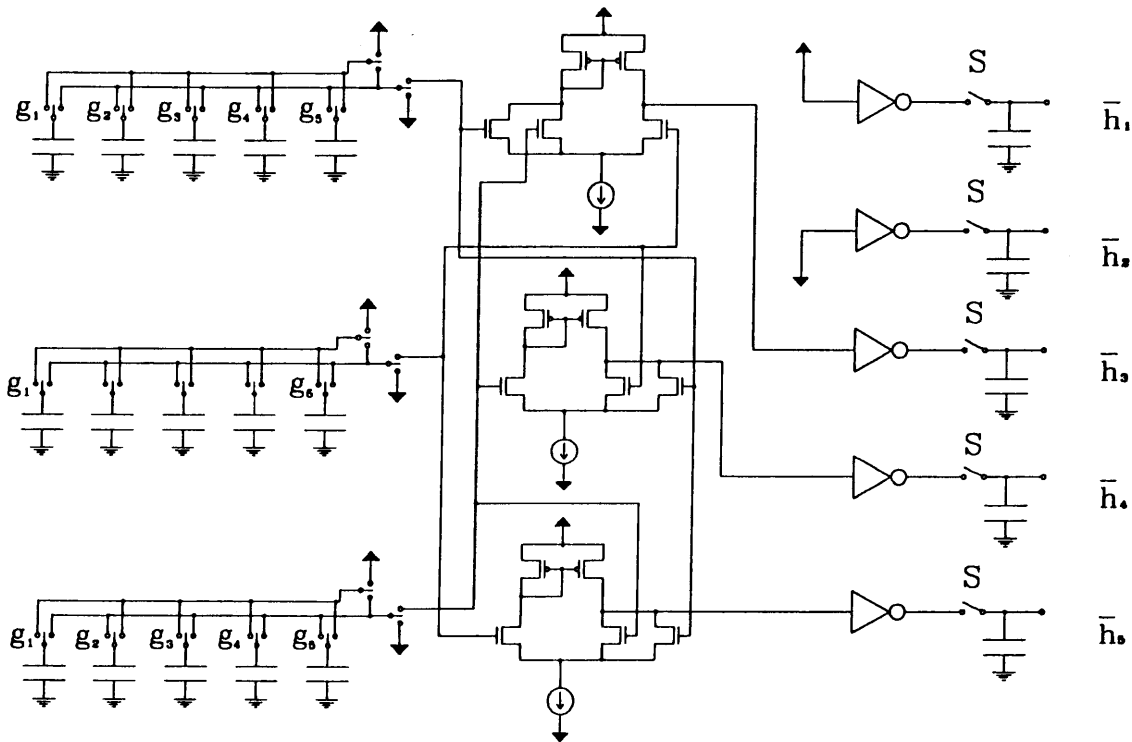 S
g₁ g₂ g₃ g₄ g₅
h̄₁
S
h̄₂
S
h̄₃
g₁ g₅
S
h̄₄
S
g₁ g₂ g₃ g₄ g₅
h̄₅